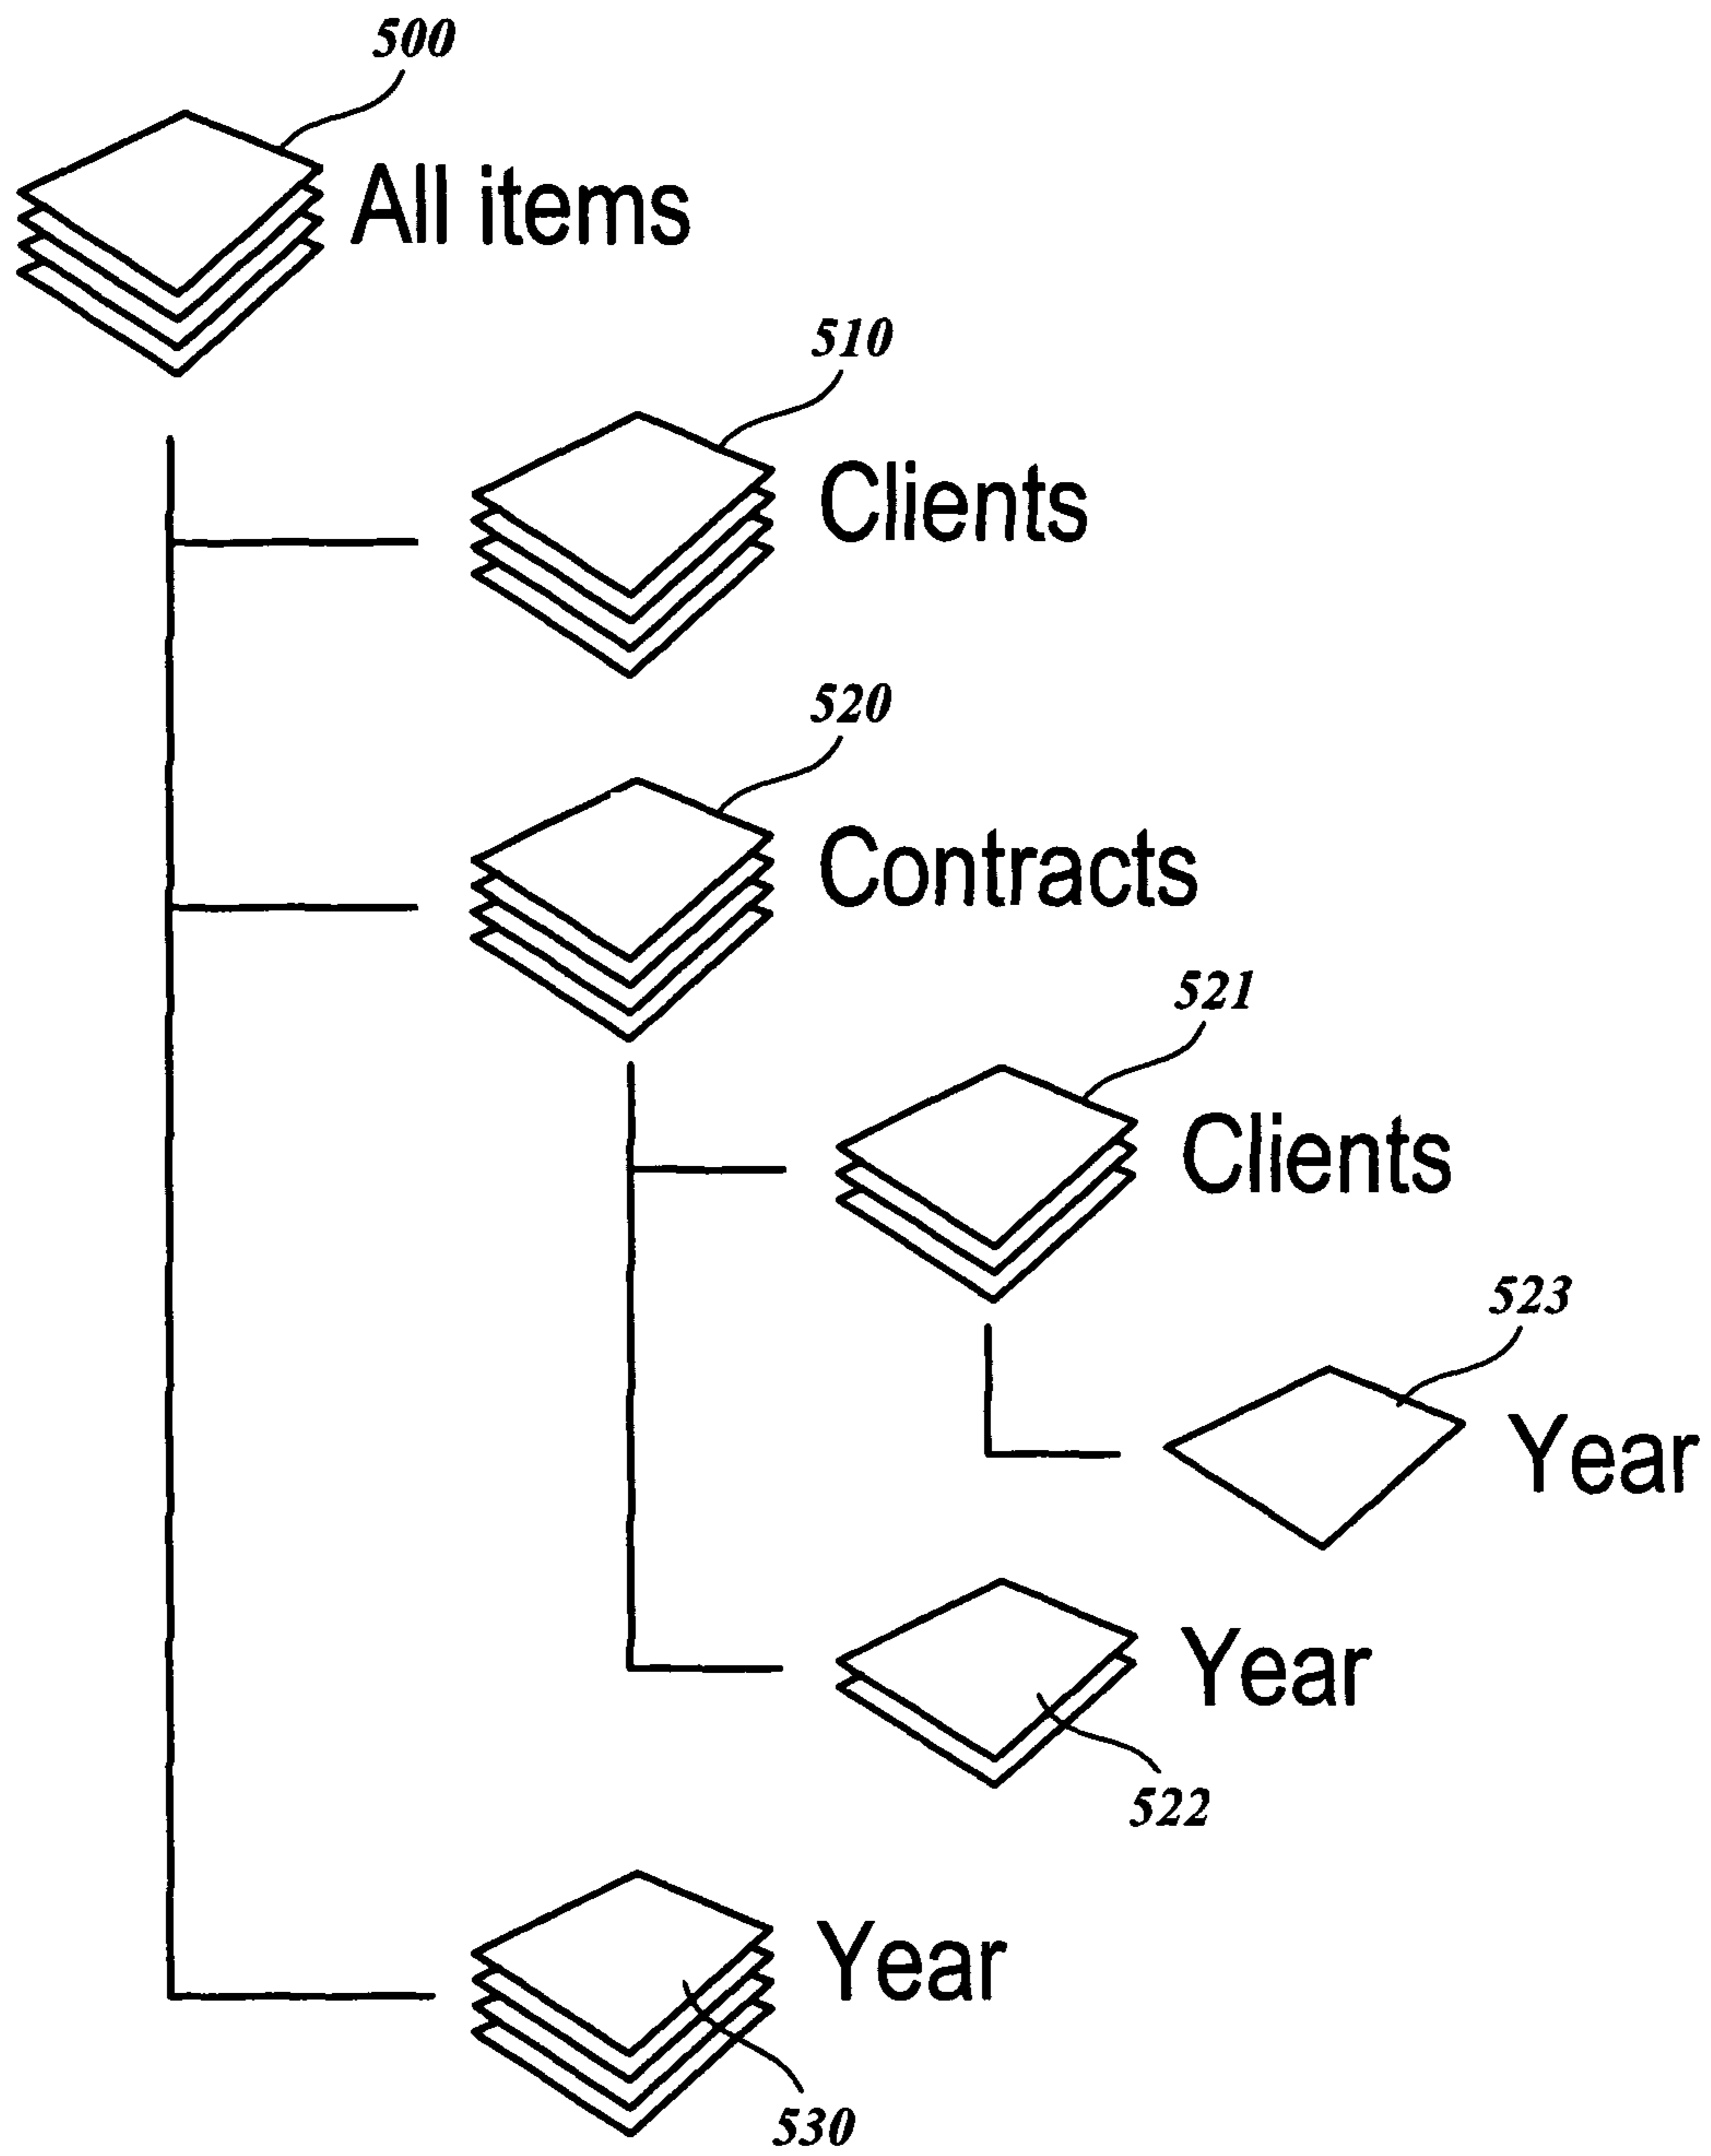 500
All items
510
Clients
520
Contracts
521
Clients
523
Year
Year
522
Year
530